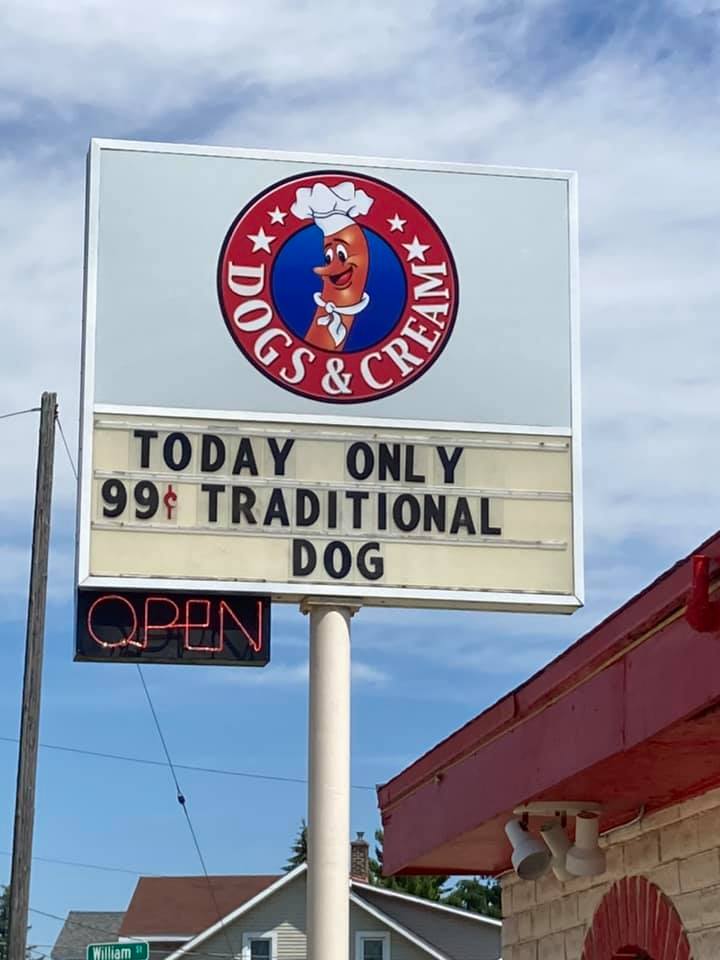 DOGS & CREAM
TODAY ONLY
99¢ TRADITIONAL
DOG
OPEN
William ST